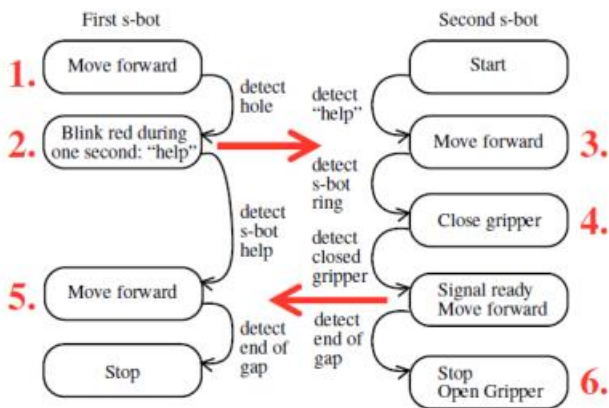 First s-bot
Second s-bot
1.
Move forward
Start
detect
hole
detect
“help”
2.
Blink red during
one second: “help”
3.
Move forward
detect
s-bot
ring
detect
s-bot
help
4.
Close gripper
detect
closed
gripper
5.
Move forward
Signal ready
Move forward
detect
end of
gap
detect
end of
gap
Stop
6.
Stop
Open Gripper